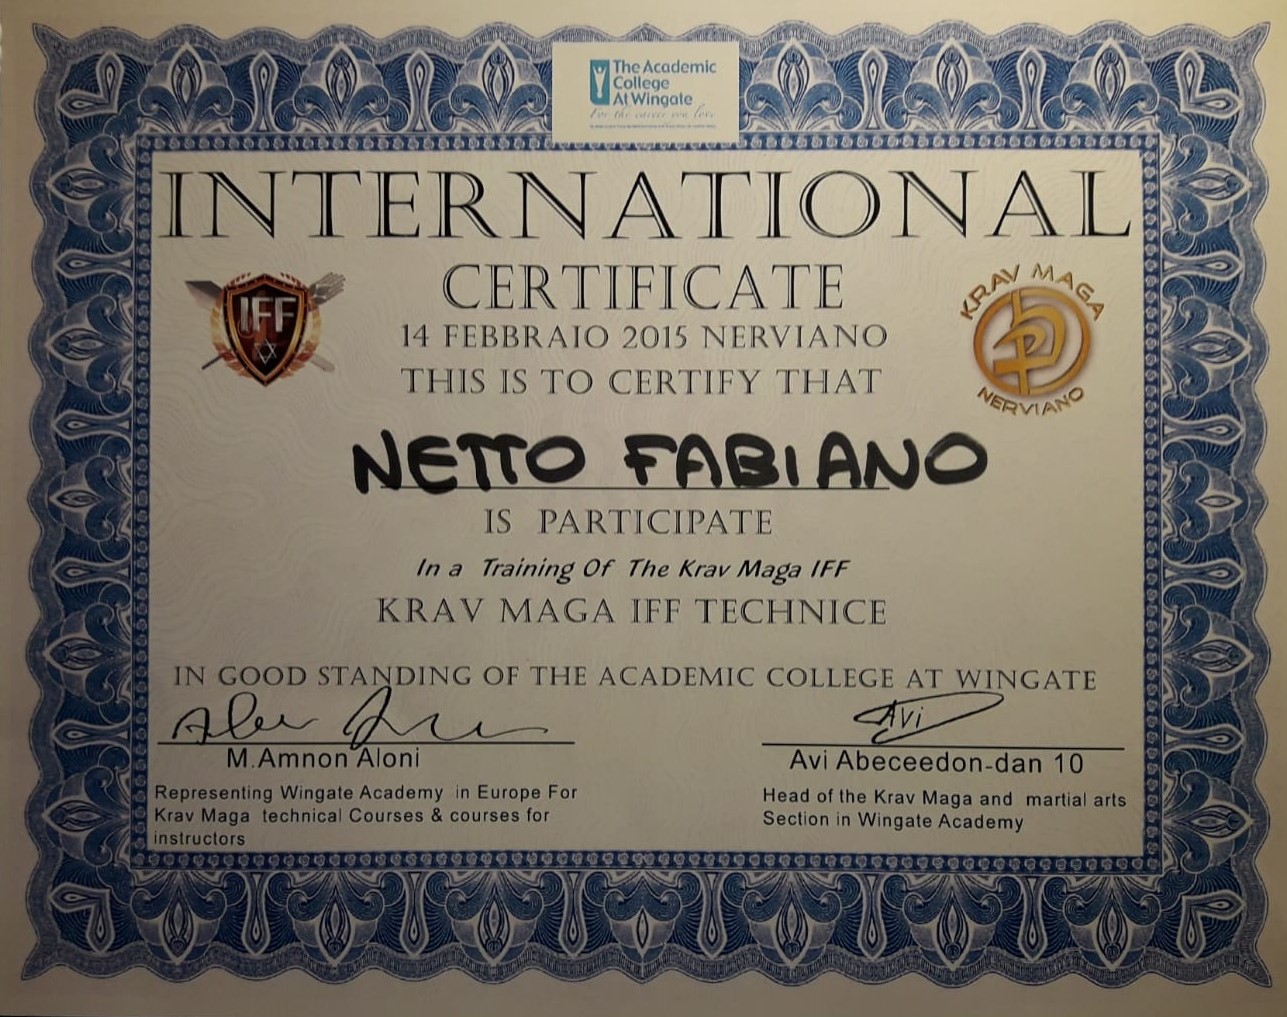 The Academic
College
At Wingate
For the career you love
INTERNATIONAL
CERTIFICATE
14 FEBBRAIO 2015 NERVIANO
THIS IS TO CERTIFY THAT
IFF
KRAV MAGA
NERVIANO
NETTO FABIANO
IS PARTICIPATE
In a Training Of The Krav Maga IFF
KRAV MAGA IFF TECHNICE
IN GOOD STANDING OF THE ACADEMIC COLLEGE AT WINGATE
M.Amnon Aloni
Representing Wingate Academy in Europe For
Krav Maga technical Courses & courses for
instructors
Avi
Avi Abeceedon-dan 10
Head of the Krav Maga and martial arts
Section in Wingate Academy